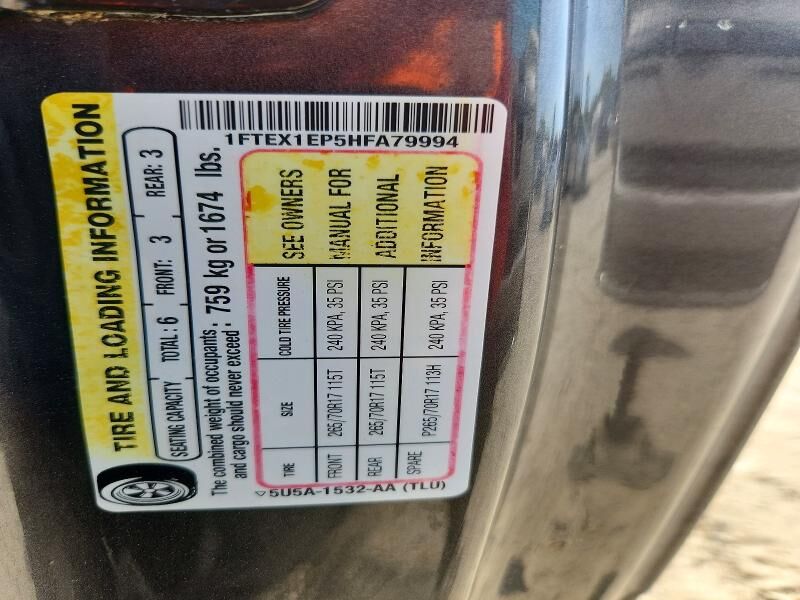 TIRE AND LOADING INFORMATION
SEATING CAPACITY TOTAL : 6 FRONT: 3 REAR: 3
The combined weight of occupants, and cargo should never exceed : 759 kg or 1674 lbs.
TIRE SIZE COLD TIRE PRESSURE SEE OWNERS
FRONT 265/70R17 115T 240 KPA, 35 PSI MANUAL FOR
REAR 265/70R17 115T 240 KPA, 35 PSI ADDITIONAL
SPARE P265/70R17 113H 240 KPA, 35 PSI INFORMATION
1FTEX1EP5HFA79994
5U5A-1532-AA (TLU)